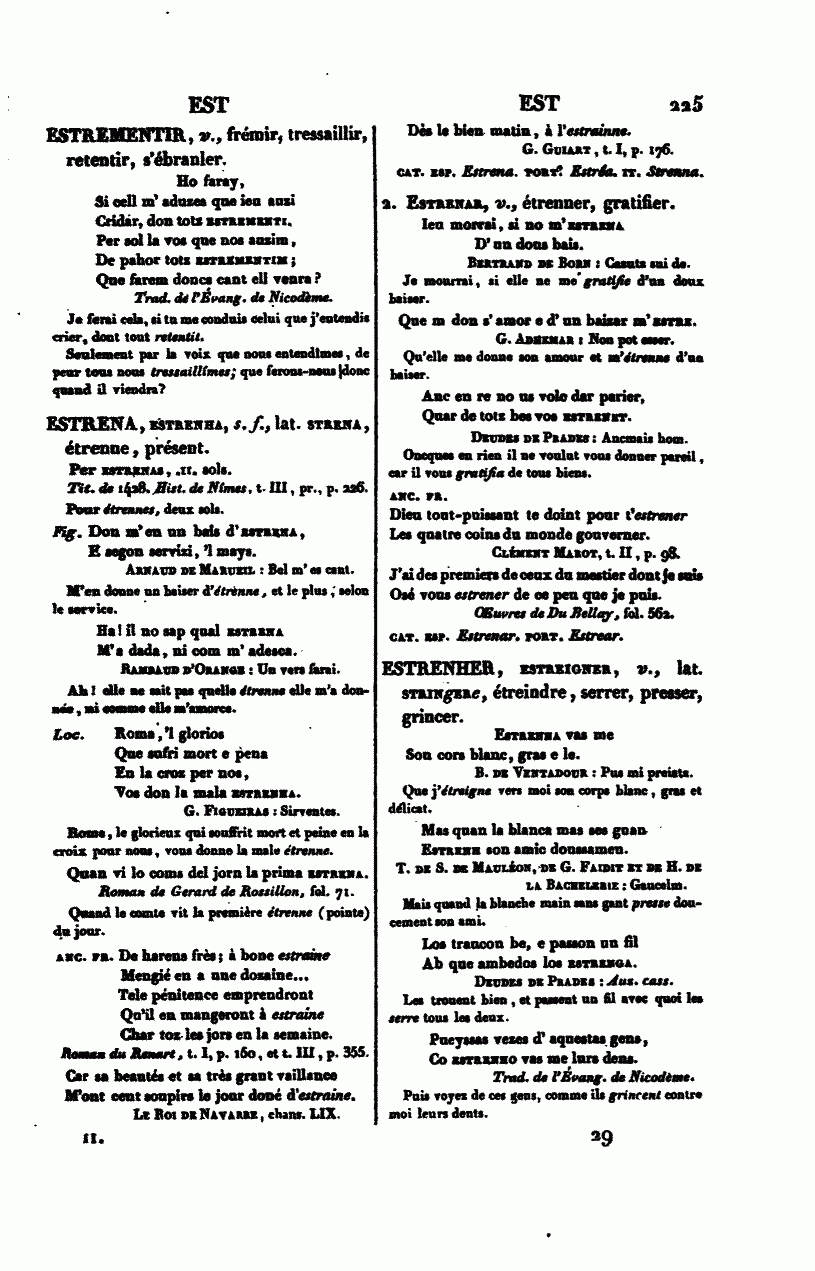 EST
ESTREMENTIR, v., frémir, tressaillir,
retentir, s'ébranler.
Ho faray,
Si cell m' aduzes que ieu auzi
Cridar, don totz ESTREMENTI.
Per sol la vos que nos auzim,
De pahor totz ESTREMENTIM;
Que farem doncs cant ell venra?
Trad. de l'Évang. de Nicodème.
Je ferai cela, si tu me conduis celui que j'entendis
crier, dont tout retentit.
Seulement par la voix que nous entendîmes, de
peur tous nous tressaillîmes; que ferons-nous donc
quand il viendra?
ESTRENA, ESTRENHA, s. f., lat. STRENA,
étrenne, présent.
Per ESTRENAS, .II. sols.
Tit. de 1428. Hist. de Nîmes, t. III, pr., p. 226.
Pour étrennes, deux sols.
Fig. Don m'en un bais d'ESTRENA,
E segon servizi, 'l mays.
ARNAUD DE MARUEIL : Bel m' es cant.
M'en donne un baiser d'étrènne, et le plus, selon
le service.
Ha! il no sap qual ESTRENA
M'a dada, ni com m' adesca.
RAMBAUD D'ORANGE : Un vers farai.
Ah! elle ne sait pas quelle étrenne elle m'a don-
née, ni comme elle m'amorce.
Loc. Roma, 'l glorios
Que sufri mort e pena
En la croz per nos,
Vos don la mala ESTRENNA.
G. FIGUEIRAS : Sirventes.
Rome, le glorieux qui souffrit mort et peine en la
croix pour nous, vous donne la male étrenne.
Quan vi lo coms del jorn la prima ESTRENA.
Roman de Gerard de Rossillon, fol. 71.
Quand le comte vit la première étrenne (pointe)
du jour.
ANC. FR. De harens frès; à bone estraine
Mengié en a une dozaine...
Tele pénitence emprendront
Qu'il en mangeront à estraine
Char toz les jors en la semaine.
Roman du Renart, t. I, p. 160, et t. III, p. 355.
Car sa beautés et sa très grant vaillance
M'ont cent soupirs le jour doné d'estraine.
LE ROI DE NAVARRE, chans. LIX.
II.
EST 225
Dès le bien matin, à l'estrainne.
G. GUIART, t. I, p. 176.
CAT. ESP. Estrena. PORT. Estréa. IT. Strenna.
2. ESTRENAR, v., étrenner, gratifier.
Ieu morrai, si no m'ESTRENA
D' un dous bais.
BERTRAND DE BORN : Casutz sui de.
Je mourrai, si elle ne me gratifie d'un doux
baiser.
Que m don s'amor e d' un baizar m'ESTRE.
G. ADHEMAR : Non pot esser.
Qu'elle me donne son amour et m'étrenne d'un
baiser.
Anc en re no us volc dar parier,
Quar de totz bes vos ESTRENET.
DEUDES DE PRADES : Ancmais hom.
Oncques en rien il ne voulut vous donner pareil,
car il vous gratifia de tous biens.
ANC. FR.
Dieu tout-puissant te doint pour t'estrener
Les quatre coins du monde gouverner.
CLÉMENT MAROT, t. II, p. 98.
J'ai des premiers de ceux du mestier dont je suis
Osé vous estrener de ce peu que je puis.
Œuvres de Du Bellay, fol. 562.
CAT. ESP. Estrenar. PORT. Estrear.
ESTRENHER, ESTREIGNER, v., lat.
STRINgERe, étreindre, serrer, presser,
grincer.
ESTRENNA vas me
Son cors blanc, gras e le.
B. DE VENTADOUR : Pus mi preiatz.
Que j'étreigne vers moi son corps blanc, gras et
délicat.
Mas quan la blanca mas ses guan
ESTRENH son amic doussamen.
T. DE S. DE MAULÉON, DE G. FAIDIT ET DE H. DE
LA BACHELERIE : Gaucelm.
Mais quand la blanche main sans gant presse dou-
cement son ami.
Los traucon be, e passon un fil
Ab que ambedos los ESTRENGA.
DEUDES DE PRADES : Aus. cass.
Les trouent bien, et passent un fil avec quoi les
serre tous les deux.
Pueyssas vezes d' aquestas gens,
Co ESTRENHO vas me lurs dens.
Trad. de l'Évang. de Nicodème.
Puis voyez de ces gens, comme ils grincent contre
moi leurs dents.
29